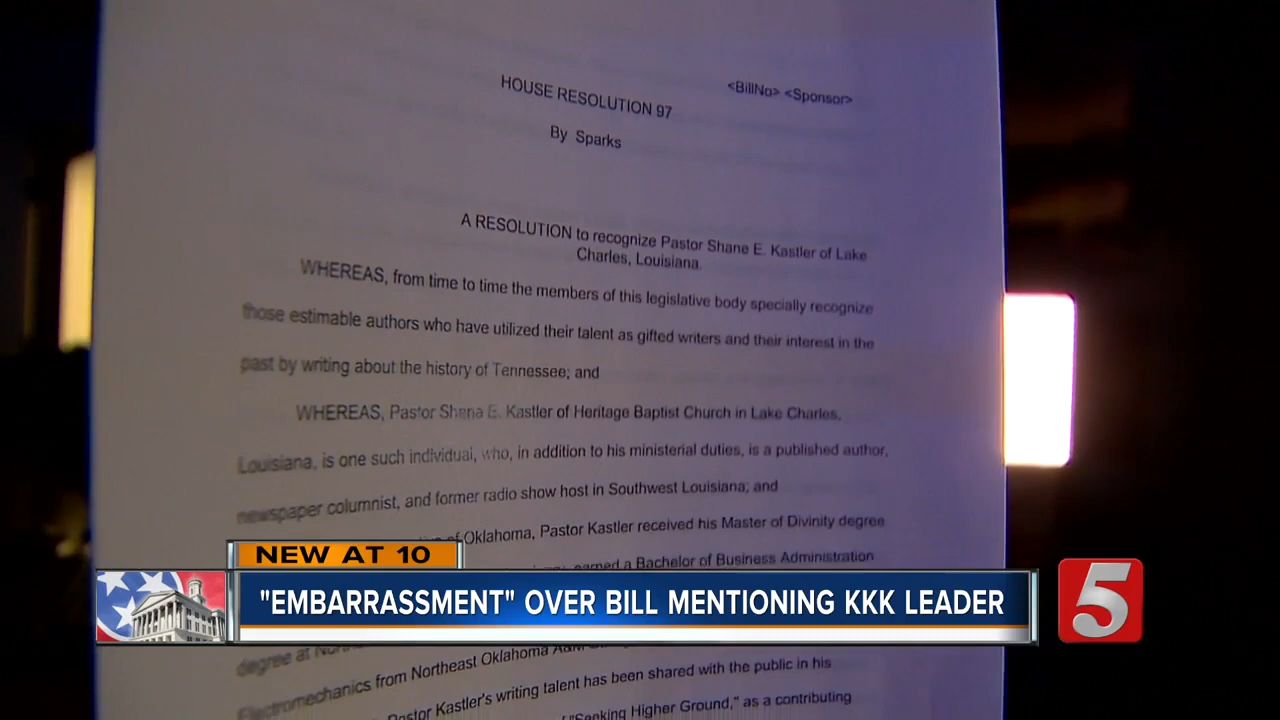 <BillNo> <Sponsor>
HOUSE RESOLUTION 97
By Sparks
A RESOLUTION to recognize Pastor Shane E. Kastler of Lake
Charles, Louisiana.
WHEREAS, from time to time the members of this legislative body specially recognize
those estimable authors who have utilized their talent as gifted writers and their interest in the
past by writing about the history of Tennessee; and
WHEREAS, Pastor Shane E. Kastler of Heritage Baptist Church in Lake Charles,
Louisiana, is one such individual, who, in addition to his ministerial duties, is a published author,
newspaper columnist, and former radio show host in Southwest Louisiana; and
of Oklahoma, Pastor Kastler received his Master of Divinity degree
earned a Bachelor of Business Administration
NEW AT 10
"EMBARRASSMENT" OVER BILL MENTIONING KKK LEADER
5
degree at
Electromechanics from Northeast Oklahoma A&M
Pastor Kastler's writing talent has been shared with the public in his
"Seeking Higher Ground," as a contributing